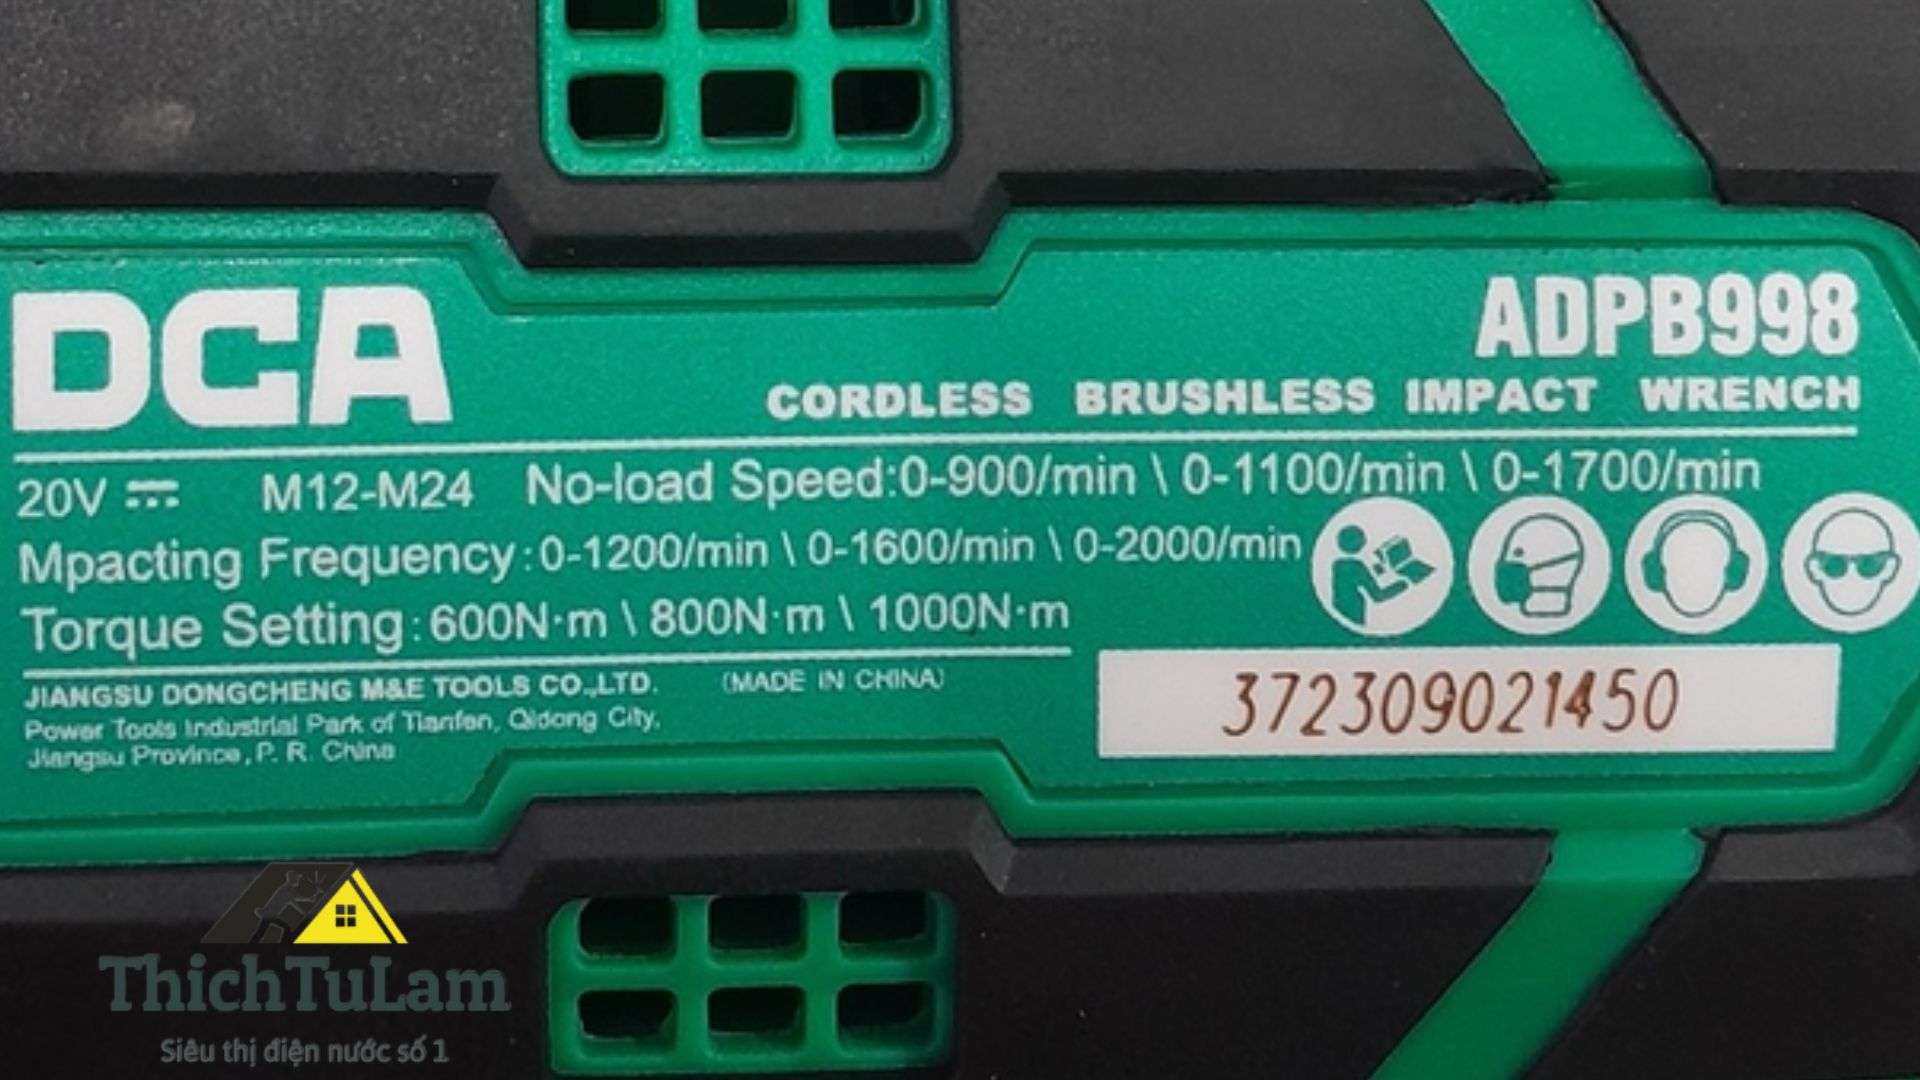 DCA
ADPB998
CORDLESS BRUSHLESS IMPACT WRENCH
20V M12-M24 No-load Speed:0-900/min \ 0-1100/min \ 0-1700/min
Mpacting Frequency:0-1200/min \ 0-1600/min \ 0-2000/min
Torque Setting:600N·m \ 800N·m \ 1000N·m
JIANGSU DONGCHENG M&E TOOLS CO.,LTD. (MADE IN CHINA)
Power Tools Industrial Park of Tianfen, Qidong City,
Jiangsu Province, P. R. China
372309021450
ThichTuLam
Siêu thị điện nước số 1